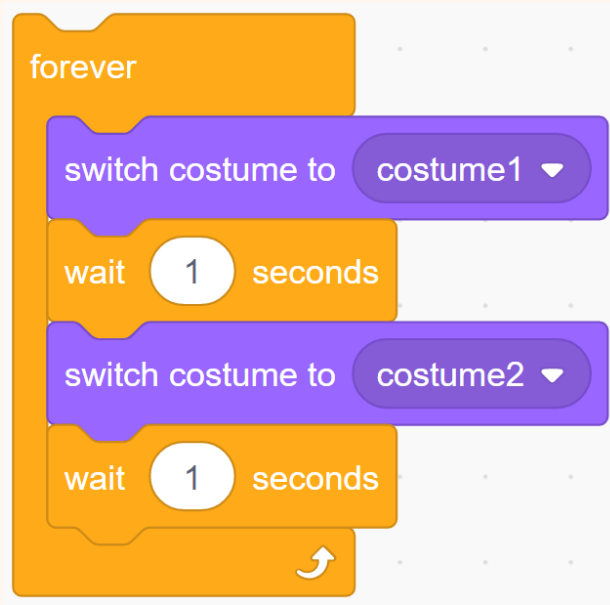 forever
switch costume to costume1
wait 1 seconds
switch costume to costume2
wait 1 seconds